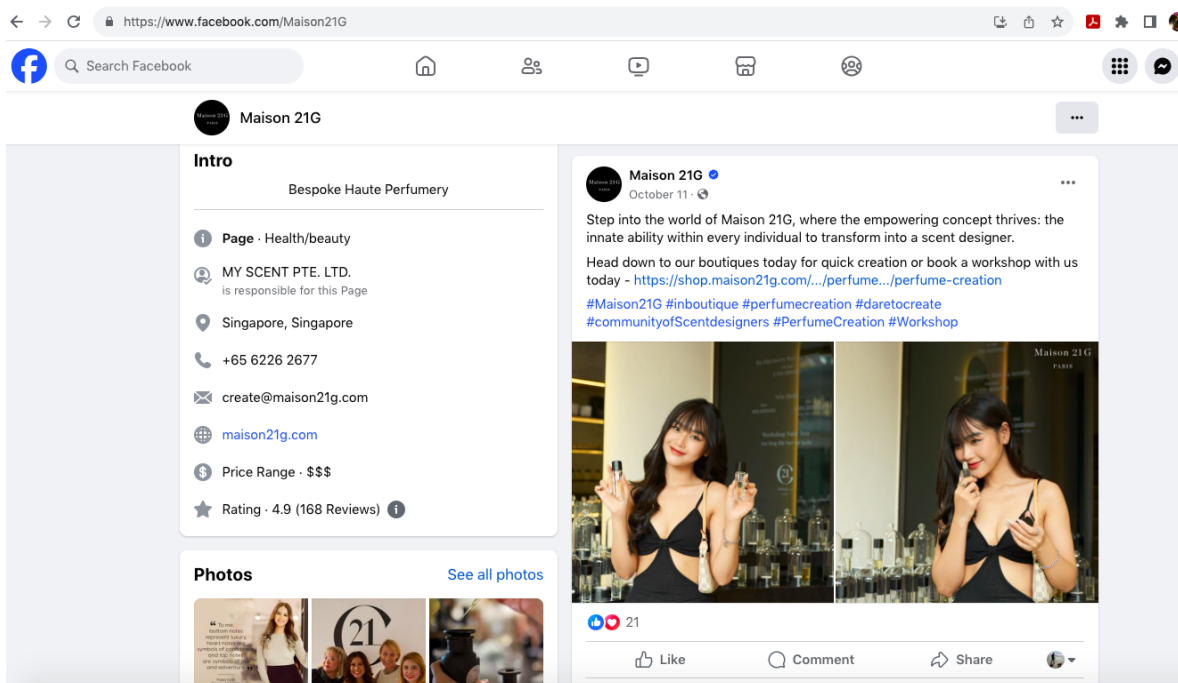 https://www.facebook.com/Maison21G
Search Facebook
Maison 21G
Intro
Bespoke Haute Perfumery
Page · Health/beauty
MY SCENT PTE. LTD.
is responsible for this Page
Singapore, Singapore
+65 6226 2677
create@maison21g.com
maison21g.com
Price Range · $$$
Rating · 4.9 (168 Reviews)
Photos
See all photos
Maison 21G
October 11 ·
Step into the world of Maison 21G, where the empowering concept thrives: the
innate ability within every individual to transform into a scent designer.
Head down to our boutiques today for quick creation or book a workshop with us
today - https://shop.maison21g.com/.../perfume.../perfume-creation
#Maison21G #inboutique #perfumecreation #daretocreate
#communityofScentdesigners #PerfumeCreation #Workshop
Maison 21G
PARIS
21
Like
Comment
Share